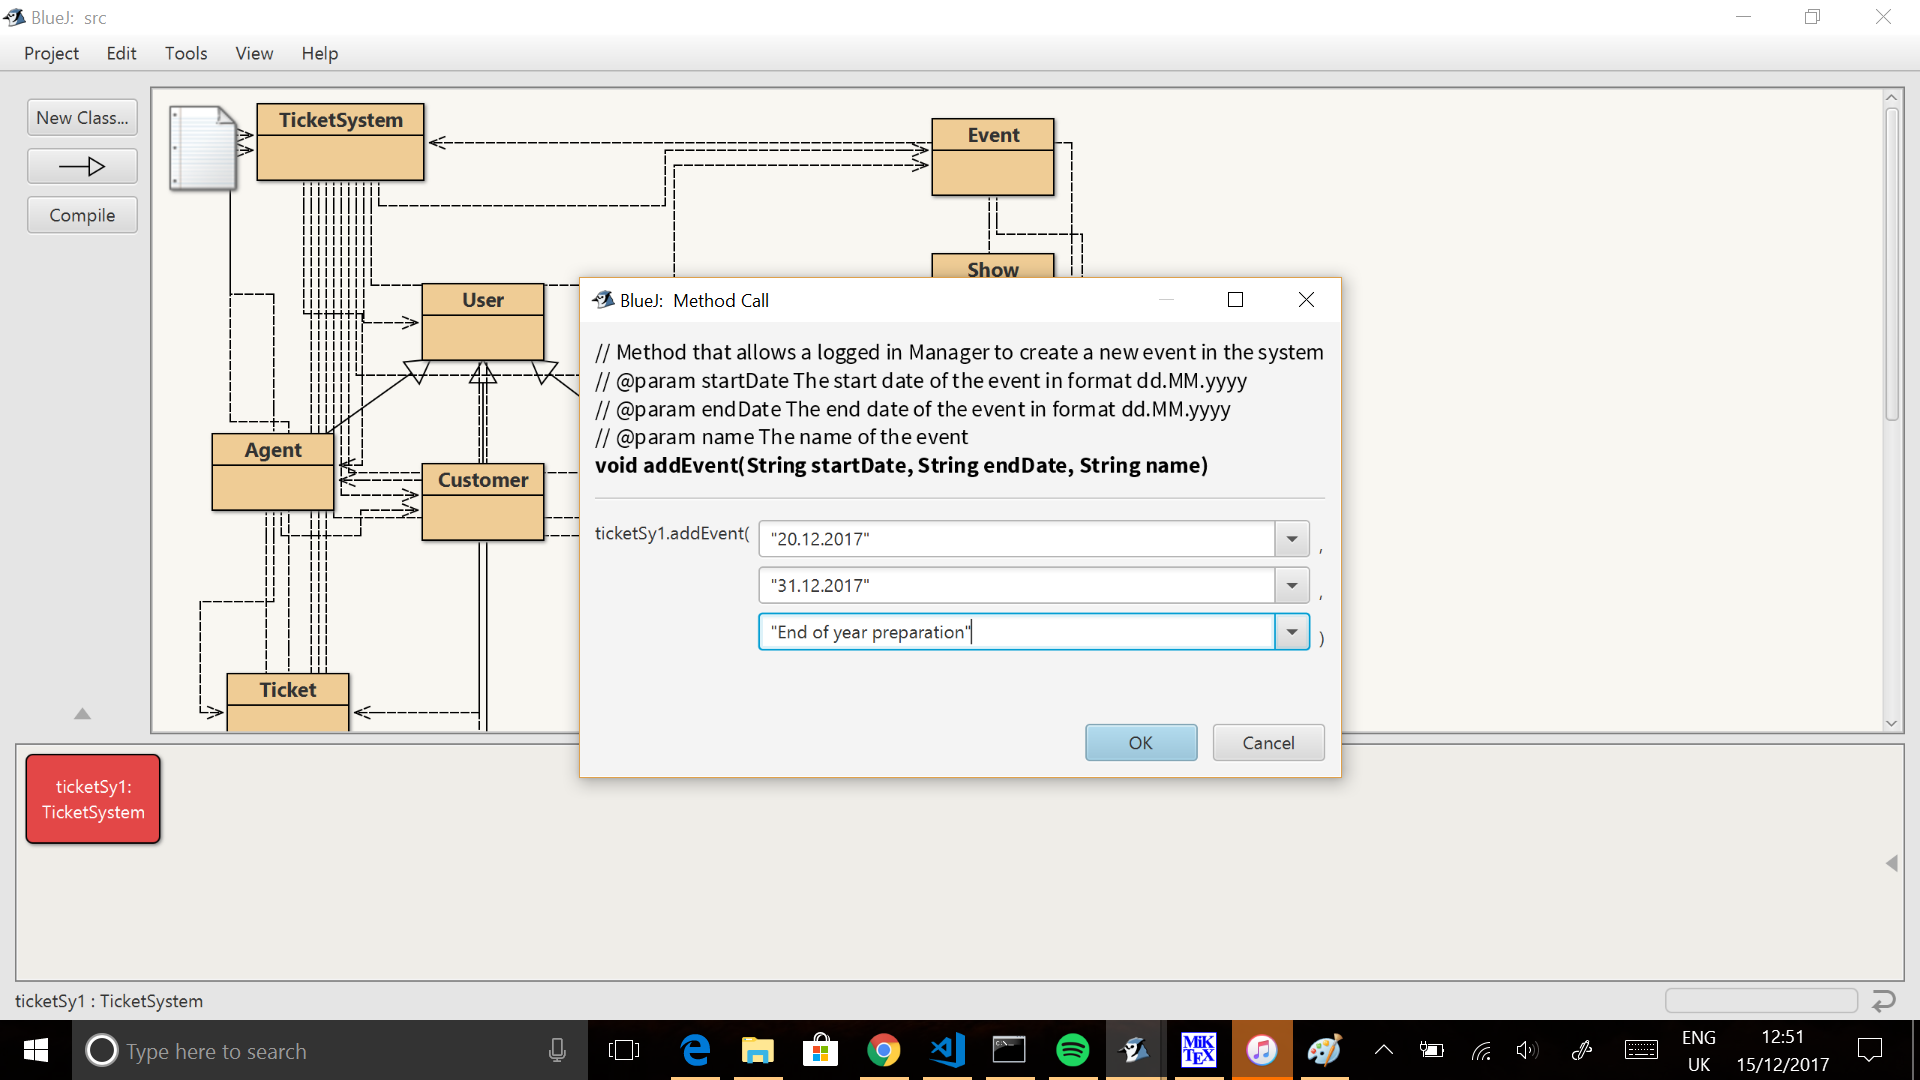 BlueJ: src
Project Edit Tools View Help
New Class...
Compile
TicketSystem
Event
Show
User
Agent
Customer
Ticket
BlueJ: Method Call
// Method that allows a logged in Manager to create a new event in the system
// @param startDate The start date of the event in format dd.MM.yyyy
// @param endDate The end date of the event in format dd.MM.yyyy
// @param name The name of the event
void addEvent(String startDate, String endDate, String name)
ticketSy1.addEvent( "20.12.2017" ,
"31.12.2017" ,
"End of year preparation" )
OK Cancel
ticketSy1:
TicketSystem
ticketSy1 : TicketSystem
Type here to search
MiK
TEX
ENG
UK
12:51
15/12/2017